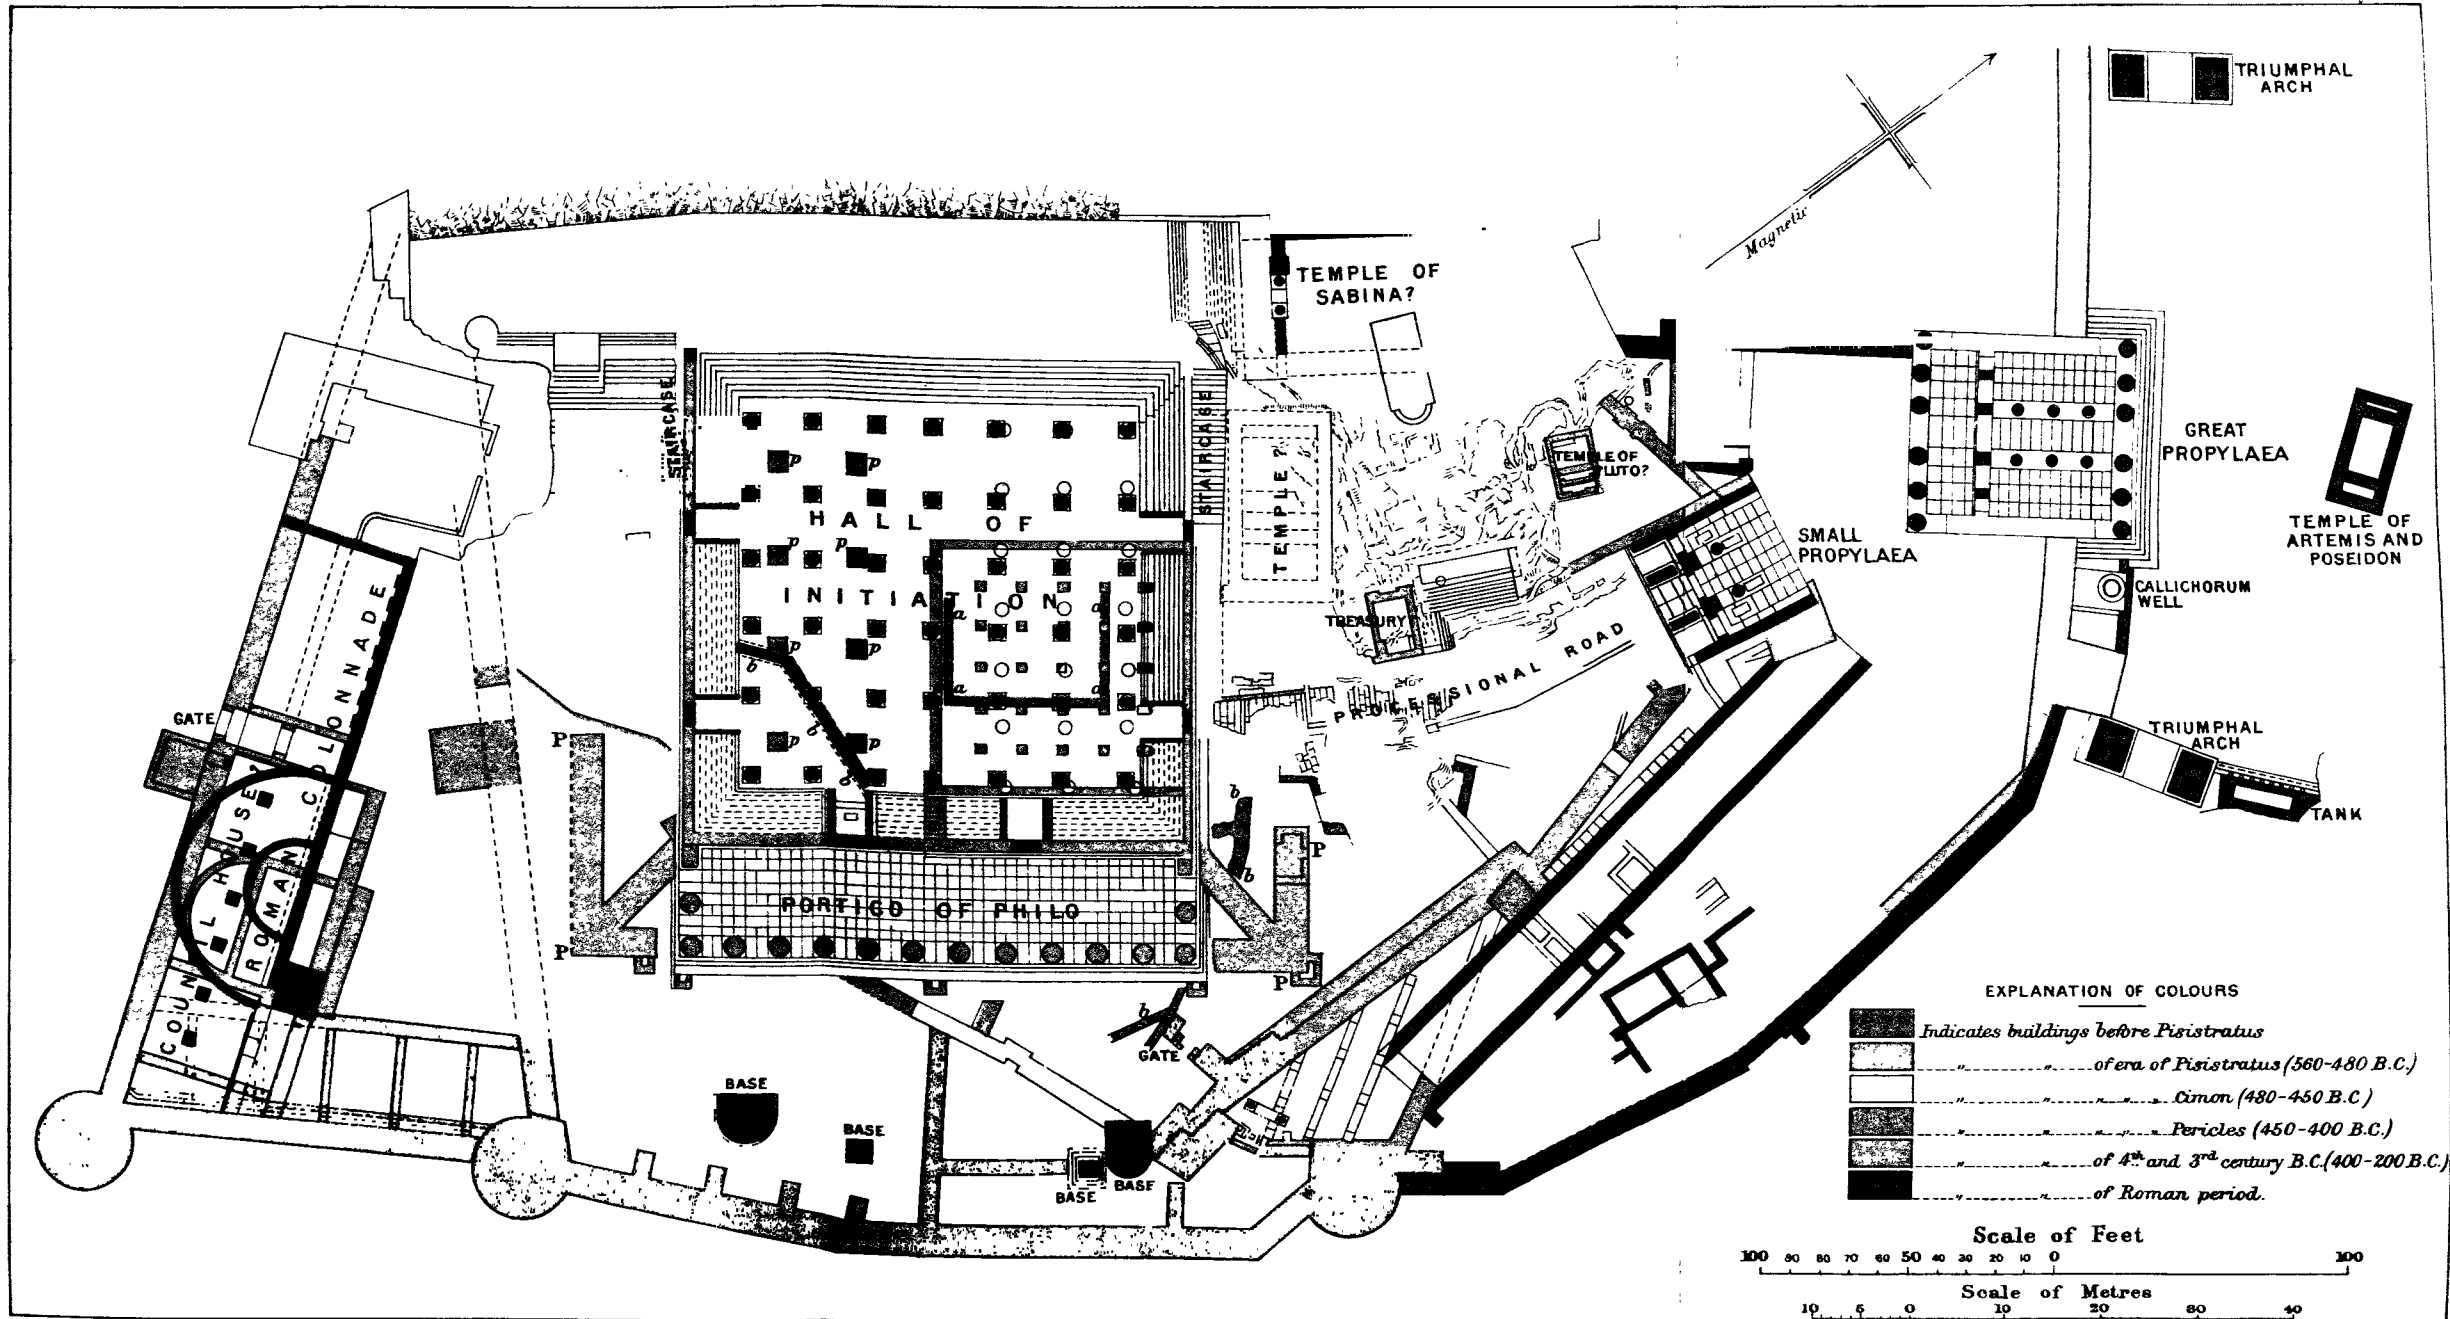 TRIUMPHAL
ARCH
Magnetic
TEMPLE OF
SABINA?
STAIRCASE
STAIRCASE
GREAT
PROPYLAEA
TEMPLE OF
PLUTO?
TEMPLE ?
p
p
HALL OF
SMALL
PROPYLAEA
TEMPLE OF
ARTEMIS AND
POSEIDON
p
p
CALLICHORUM
WELL
INITIATION
a
a
TREASURY?
PROCESSIONAL ROAD
p
p
b
a
a
GATE
P
b
p
p
b
TRIUMPHAL
ARCH
TANK
COUNCIL HOUSE?
ROMAN COLONNADE
b
P
b
PORTICO OF PHILO
P
P
b
GATE
EXPLANATION OF COLOURS
Indicates buildings before Pisistratus
" " of era of Pisistratus (560-480 B.C.)
" " " " Cimon (480-450 B.C.)
" " " " Pericles (450-400 B.C.)
" " of 4th and 3rd century B.C. (400-200 B.C.)
" " of Roman period.
BASE
BASE
BASE
BASE
Scale of Feet
100 90 80 70 60 50 40 30 20 10 0 100
Scale of Metres
10 5 0 10 20 30 40